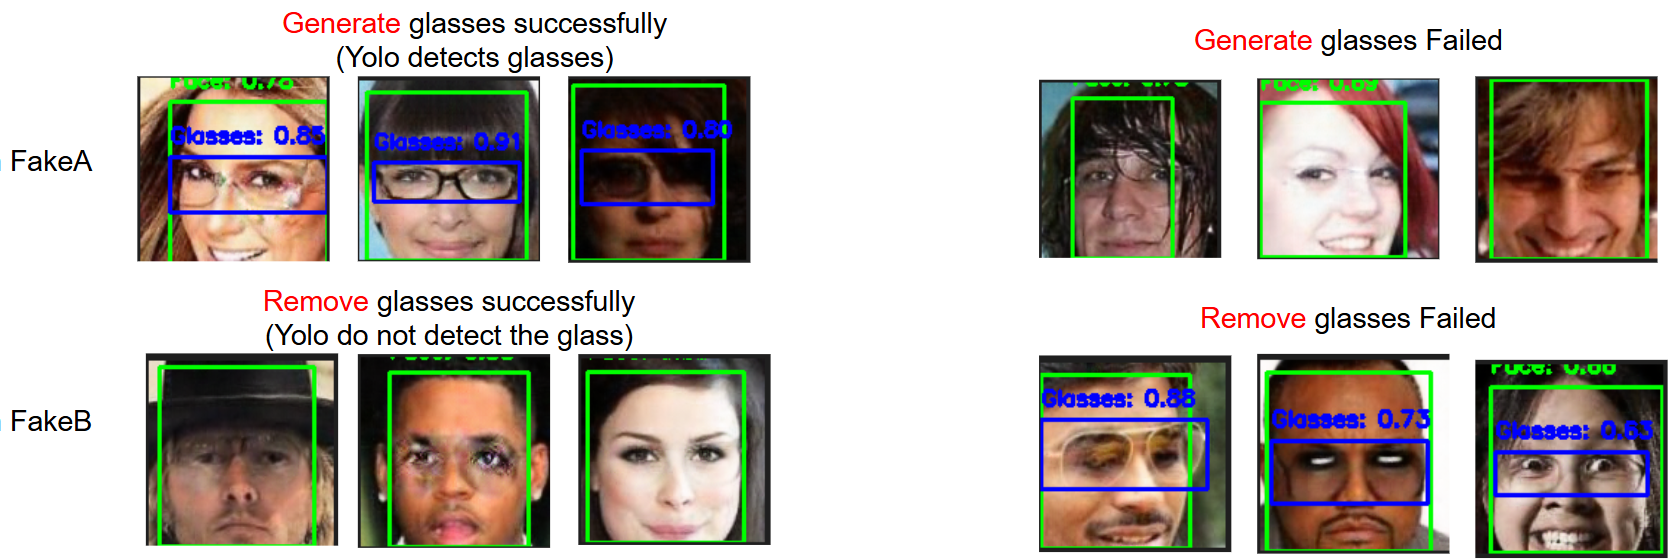 Generate glasses successfully
(Yolo detects glasses)
Generate glasses Failed
Glasses: 0.85
Glasses: 0.91
Glasses: 0.80
FakeA
Remove glasses successfully
(Yolo do not detect the glass)
Remove glasses Failed
Glasses: 0.88
Glasses: 0.73
Glasses: 0.83
FakeB